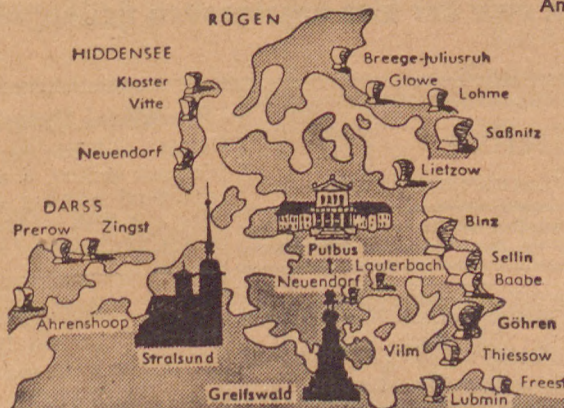 An
RÜGEN
HIDDENSEE
Breege-Juliusruh
Kloster
Glowe
Vitte
Lohme
Saßnitz
Neuendorf
Lietzow
DARSS
Prerow
Zingst
Binz
Putbus
Sellin
Lauterbach
Neuendorf
Baabe
Ahrenshoop
Göhren
Stralsund
Vilm
Thiessow
Greifswald
Lubmin
Freest